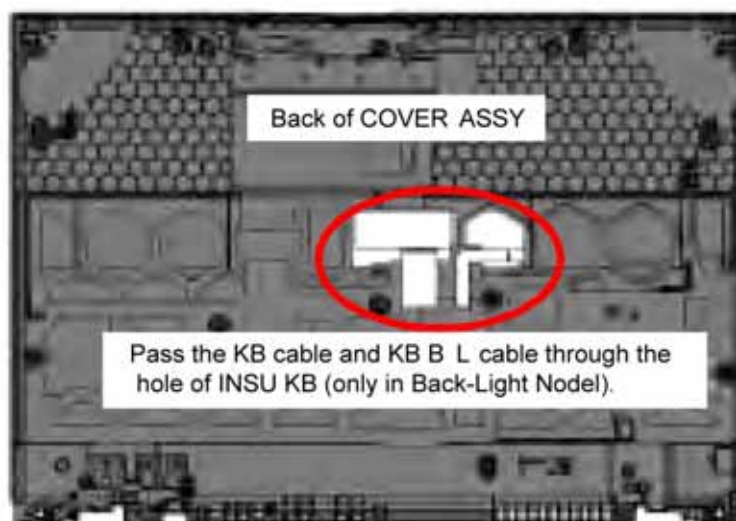 Back of COVER ASSY
Pass the KB cable and KB B L cable through the
hole of INSU KB (only in Back-Light Nodel).